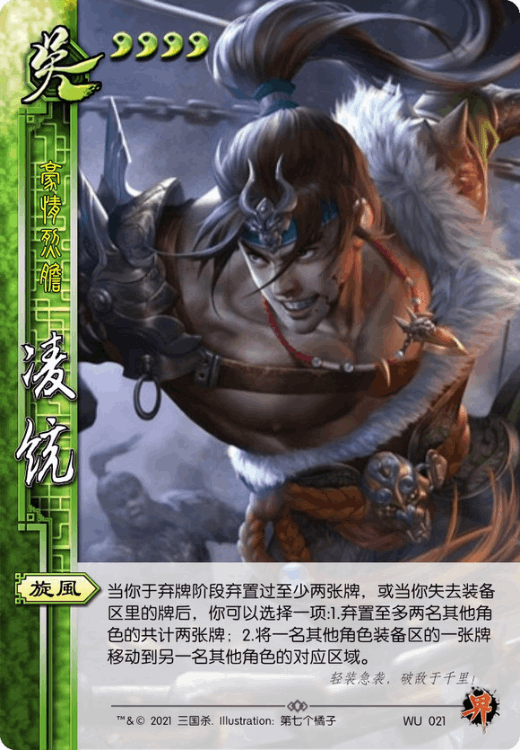 吴
豪情烈膽
凌统
旋風
当你于弃牌阶段弃置过至少两张牌，或当你失去装备
区里的牌后，你可以选择一项:1.弃置至多两名其他角
色的共计两张牌；2.将一名其他角色装备区的一张牌
移动到另一名其他角色的对应区域。
轻装急袭，破敌于千里！
™&© 2021 三国杀. Illustration: 第七个橘子
WU 021
界